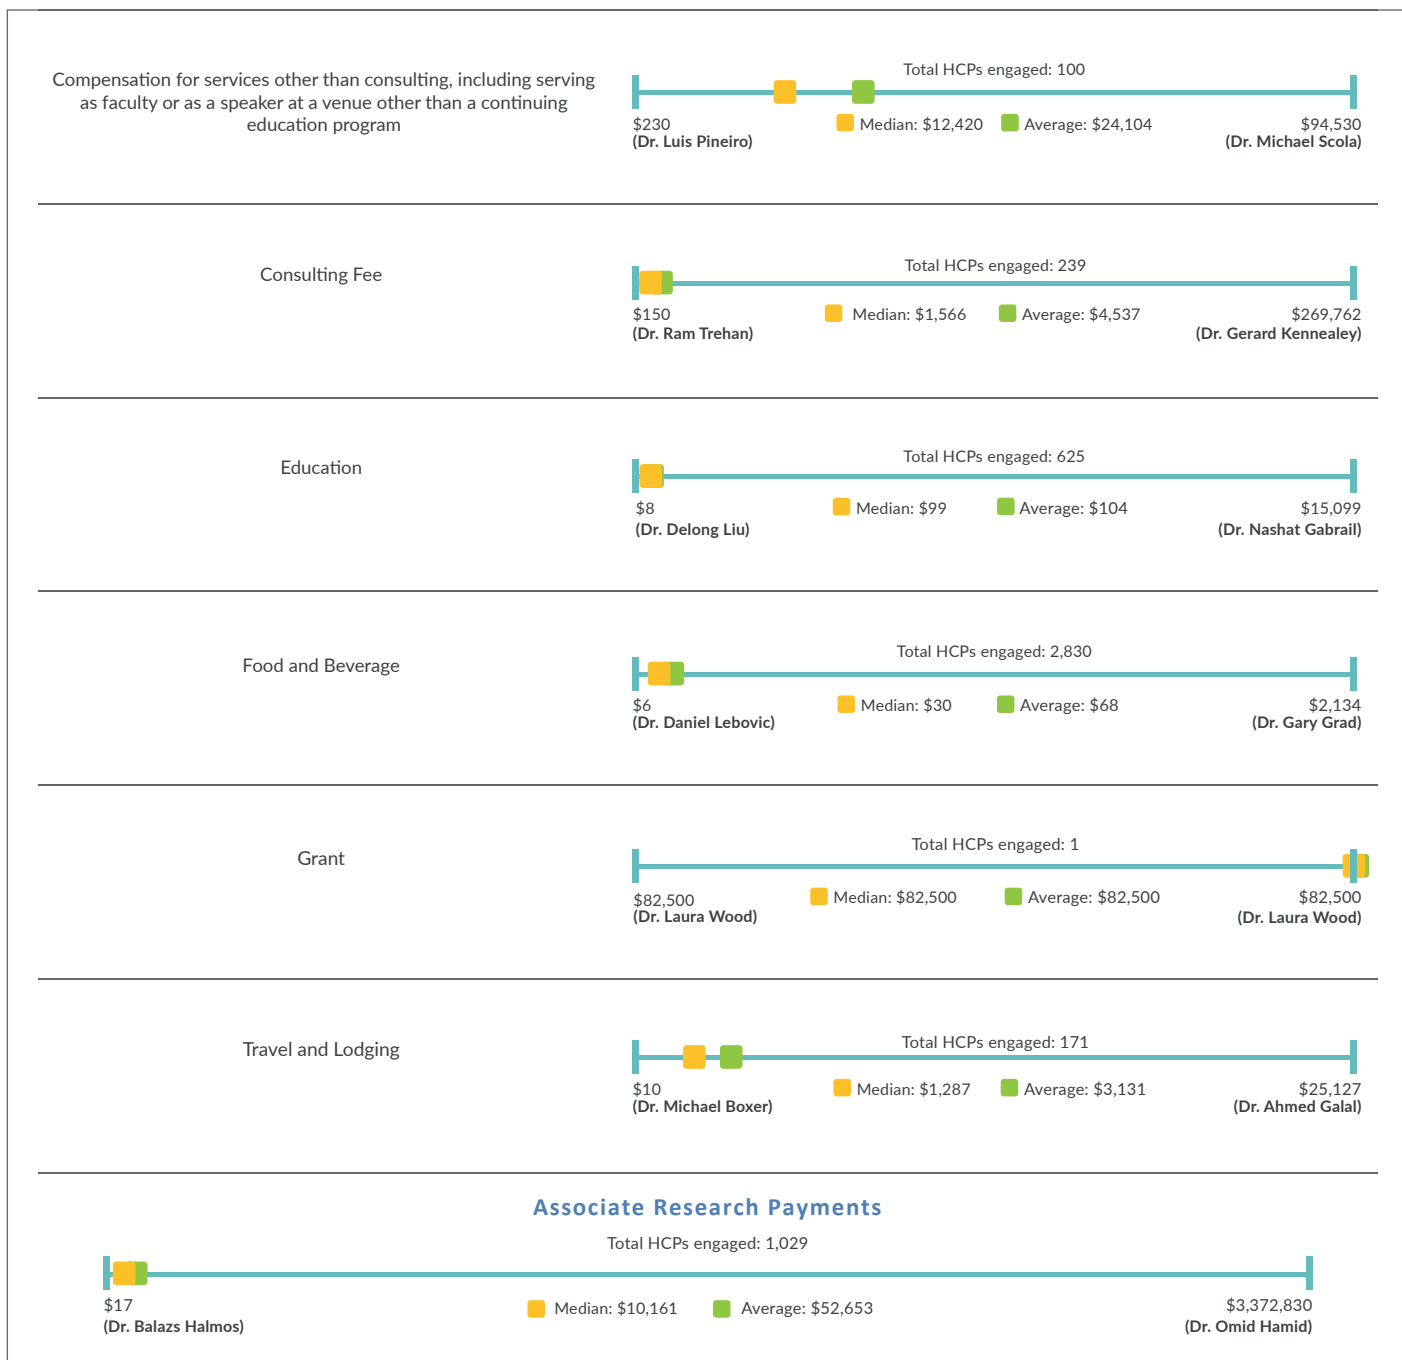 Compensation for services other than consulting, including serving
as faculty or as a speaker at a venue other than a continuing
education program
Total HCPs engaged: 100
$230
(Dr. Luis Pineiro)
Median: $12,420
Average: $24,104
$94,530
(Dr. Michael Scola)
Consulting Fee
Total HCPs engaged: 239
$150
(Dr. Ram Trehan)
Median: $1,566
Average: $4,537
$269,762
(Dr. Gerard Kennealey)
Education
Total HCPs engaged: 625
$8
(Dr. Delong Liu)
Median: $99
Average: $104
$15,099
(Dr. Nashat Gabrail)
Food and Beverage
Total HCPs engaged: 2,830
$6
(Dr. Daniel Lebovic)
Median: $30
Average: $68
$2,134
(Dr. Gary Grad)
Grant
Total HCPs engaged: 1
$82,500
(Dr. Laura Wood)
Median: $82,500
Average: $82,500
$82,500
(Dr. Laura Wood)
Travel and Lodging
Total HCPs engaged: 171
$10
(Dr. Michael Boxer)
Median: $1,287
Average: $3,131
$25,127
(Dr. Ahmed Galal)
Associate Research Payments
Total HCPs engaged: 1,029
$17
(Dr. Balazs Halmos)
Median: $10,161
Average: $52,653
$3,372,830
(Dr. Omid Hamid)